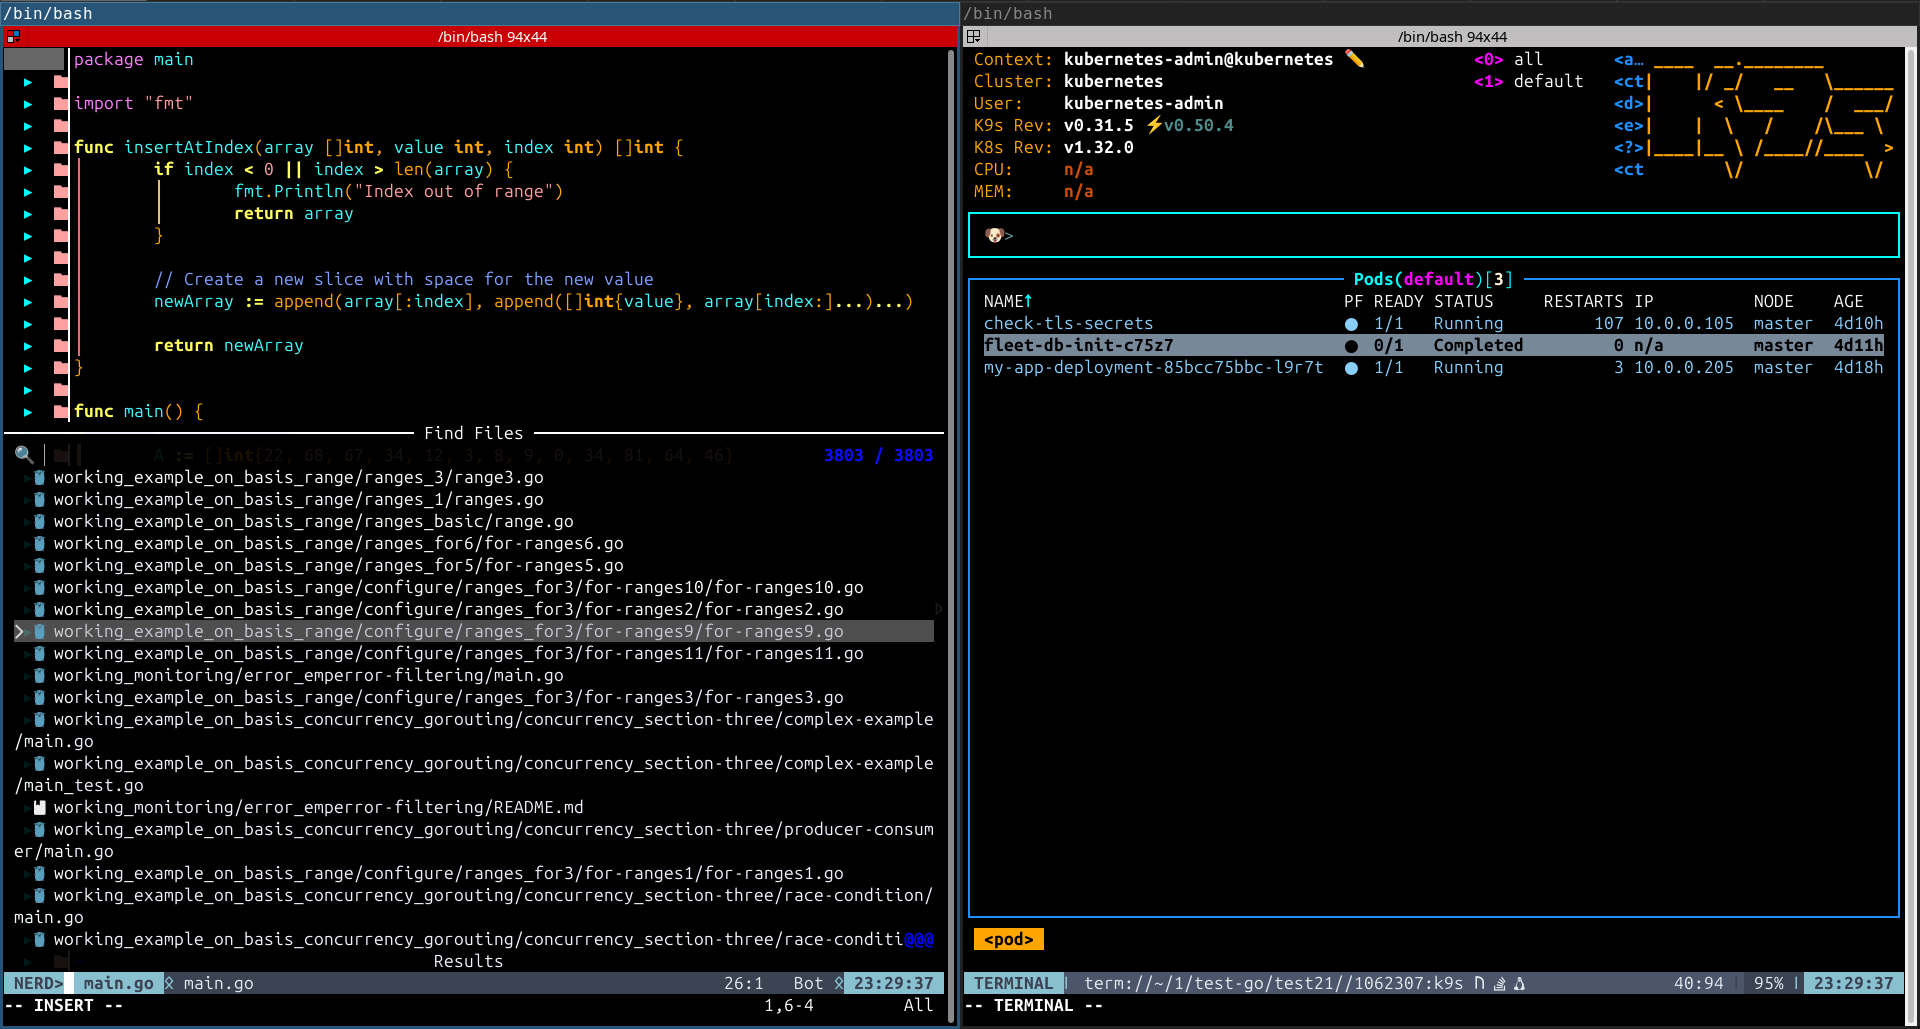 /bin/bash
/bin/bash 94x44
package main
import "fmt"
func insertAtIndex(array []int, value int, index int) []int {
if index < 0 || index > len(array) {
fmt.Println("Index out of range")
return array
}
// Create a new slice with space for the new value
newArray := append(array[:index], append([]int{value}, array[index:]...)...)
return newArray
}
func main() {
Find Files
A := []int{22, 68, 67, 34, 12, 3, 8, 9, 0, 34, 81, 64, 46}
3803 / 3803
working_example_on_basis_range/ranges_3/range3.go
working_example_on_basis_range/ranges_1/ranges.go
working_example_on_basis_range/ranges_basic/range.go
working_example_on_basis_range/ranges_for6/for-ranges6.go
working_example_on_basis_range/ranges_for5/for-ranges5.go
working_example_on_basis_range/configure/ranges_for3/for-ranges10/for-ranges10.go
working_example_on_basis_range/configure/ranges_for3/for-ranges2/for-ranges2.go
> working_example_on_basis_range/configure/ranges_for3/for-ranges9/for-ranges9.go
working_example_on_basis_range/configure/ranges_for3/for-ranges11/for-ranges11.go
working_monitoring/error_emperror-filtering/main.go
working_example_on_basis_range/configure/ranges_for3/for-ranges3/for-ranges3.go
working_example_on_basis_concurrency_gorouting/concurrency_section-three/complex-example
/main.go
working_example_on_basis_concurrency_gorouting/concurrency_section-three/complex-example
/main_test.go
working_monitoring/error_emperror-filtering/README.md
working_example_on_basis_concurrency_gorouting/concurrency_section-three/producer-consum
er/main.go
working_example_on_basis_range/configure/ranges_for3/for-ranges1/for-ranges1.go
working_example_on_basis_concurrency_gorouting/concurrency_section-three/race-condition/
main.go
working_example_on_basis_concurrency_gorouting/concurrency_section-three/race-conditi@@@
Results
NERD> main.go main.go 26:1 Bot 23:29:37
-- INSERT -- 1,6-4 All
/bin/bash
/bin/bash 94x44
Context: kubernetes-admin@kubernetes <0> all <a…
Cluster: kubernetes <1> default <ct
User: kubernetes-admin <d>
K9s Rev: v0.31.5 ⚡v0.50.4 <e>
K8s Rev: v1.32.0 <?>
CPU: n/a <ct
MEM: n/a
🐶>
Pods(default)[3]
NAME↑ PF READY STATUS RESTARTS IP NODE AGE
check-tls-secrets ● 1/1 Running 107 10.0.0.105 master 4d10h
fleet-db-init-c75z7 ● 0/1 Completed 0 n/a master 4d11h
my-app-deployment-85bcc75bbc-l9r7t ● 1/1 Running 3 10.0.0.205 master 4d18h
<pod>
TERMINAL term://~/1/test-go/test21//1062307:k9s 40:94 95% 23:29:37
-- TERMINAL --